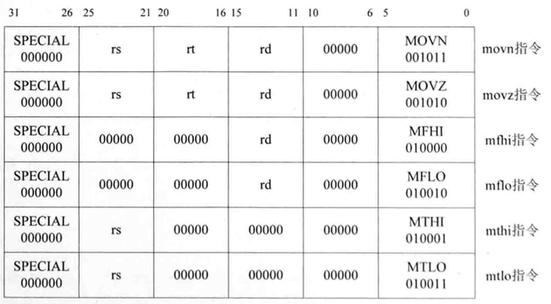 31 26 25 21 20 16 15 11 10 6 5 0
SPECIAL 000000 rs rt rd 00000 MOVN 001011 movn指令
SPECIAL 000000 rs rt rd 00000 MOVZ 001010 movz指令
SPECIAL 000000 00000 00000 rd 00000 MFHI 010000 mfhi指令
SPECIAL 000000 00000 00000 rd 00000 MFLO 010010 mflo指令
SPECIAL 000000 rs 00000 00000 00000 MTHI 010001 mthi指令
SPECIAL 000000 rs 00000 00000 00000 MTLO 010011 mtlo指令